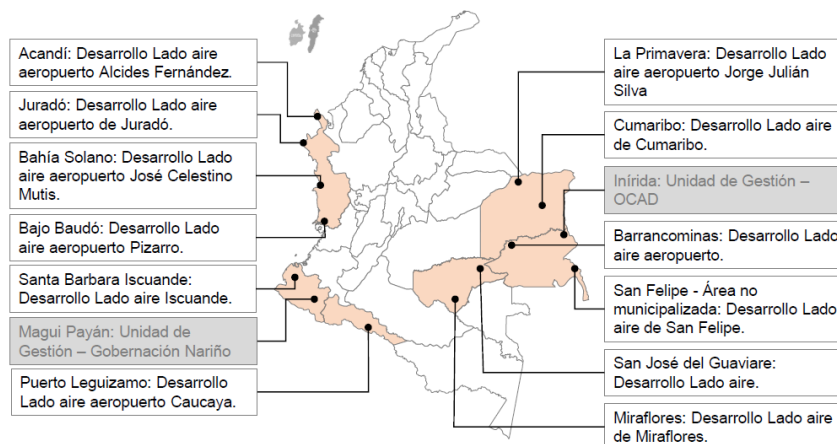 Acandí: Desarrollo Lado aire
aeropuerto Alcides Fernández.
Juradó: Desarrollo Lado aire
aeropuerto de Juradó.
Bahía Solano: Desarrollo Lado
aire aeropuerto José Celestino
Mutis.
Bajo Baudó: Desarrollo Lado
aire aeropuerto Pizarro.
Santa Barbara Iscuande:
Desarrollo Lado aire Iscuande.
Magui Payán: Unidad de
Gestión – Gobernación Nariño
Puerto Leguizamo: Desarrollo
Lado aire aeropuerto Caucaya.
La Primavera: Desarrollo Lado
aire aeropuerto Jorge Julián
Silva
Cumaribo: Desarrollo Lado aire
de Cumaribo.
Inírida: Unidad de Gestión –
OCAD
Barrancominas: Desarrollo Lado
aire aeropuerto.
San Felipe - Área no
municipalizada: Desarrollo Lado
aire de San Felipe.
San José del Guaviare:
Desarrollo Lado aire.
Miraflores: Desarrollo Lado aire
de Miraflores.